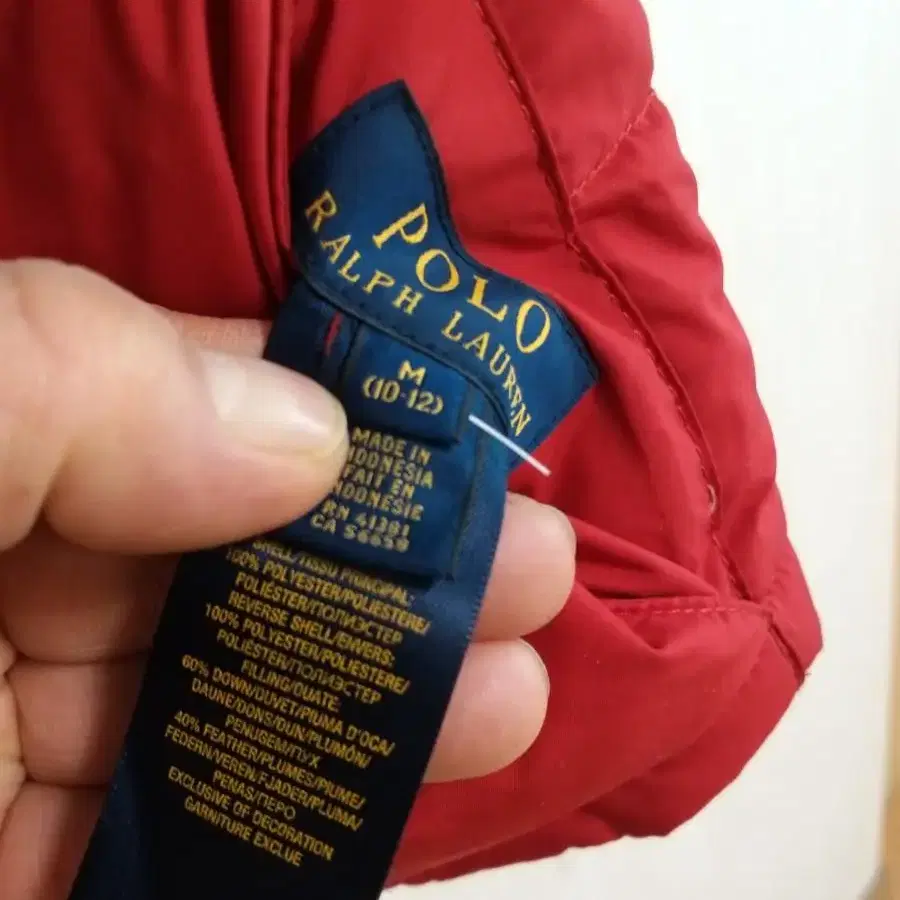 POLO
RALPH LAUREN
M
(10-12)
MADE IN
INDONESIA
FAIT EN
INDONESIE
RN 41381
CA 56650
SHELL/TISSU PRINCIPAL:
100% POLYESTER/POLIESTERE/
POLIÉSTER/ПОЛИЭСТЕР
REVERSE SHELL/ENVERS:
100% POLYESTER/POLIESTERE/
POLIÉSTER/ПОЛИЭСТЕР
FILLING/OUATE:
60% DOWN/DUVET/PIUMA D'OCA/
DAUNE/DONS/DUN/PLUMÓN/
PENUGEM/ПУХ
40% FEATHER/PLUMES/PIUME/
FEDERN/VEREN/FJADER/PLUMA/
PENAS/ПЕРО
EXCLUSIVE OF DECORATION
GARNITURE EXCLUE